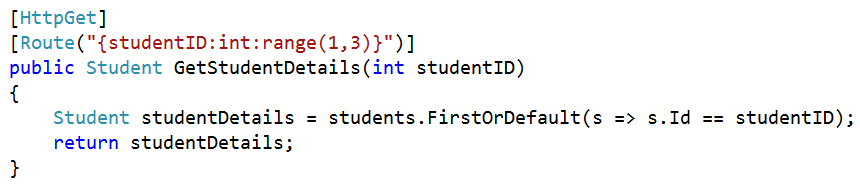 [HttpGet]
[Route("{studentID:int:range(1,3)}")]
public Student GetStudentDetails(int studentID)
{
    Student studentDetails = students.FirstOrDefault(s => s.Id == studentID);
    return studentDetails;
}